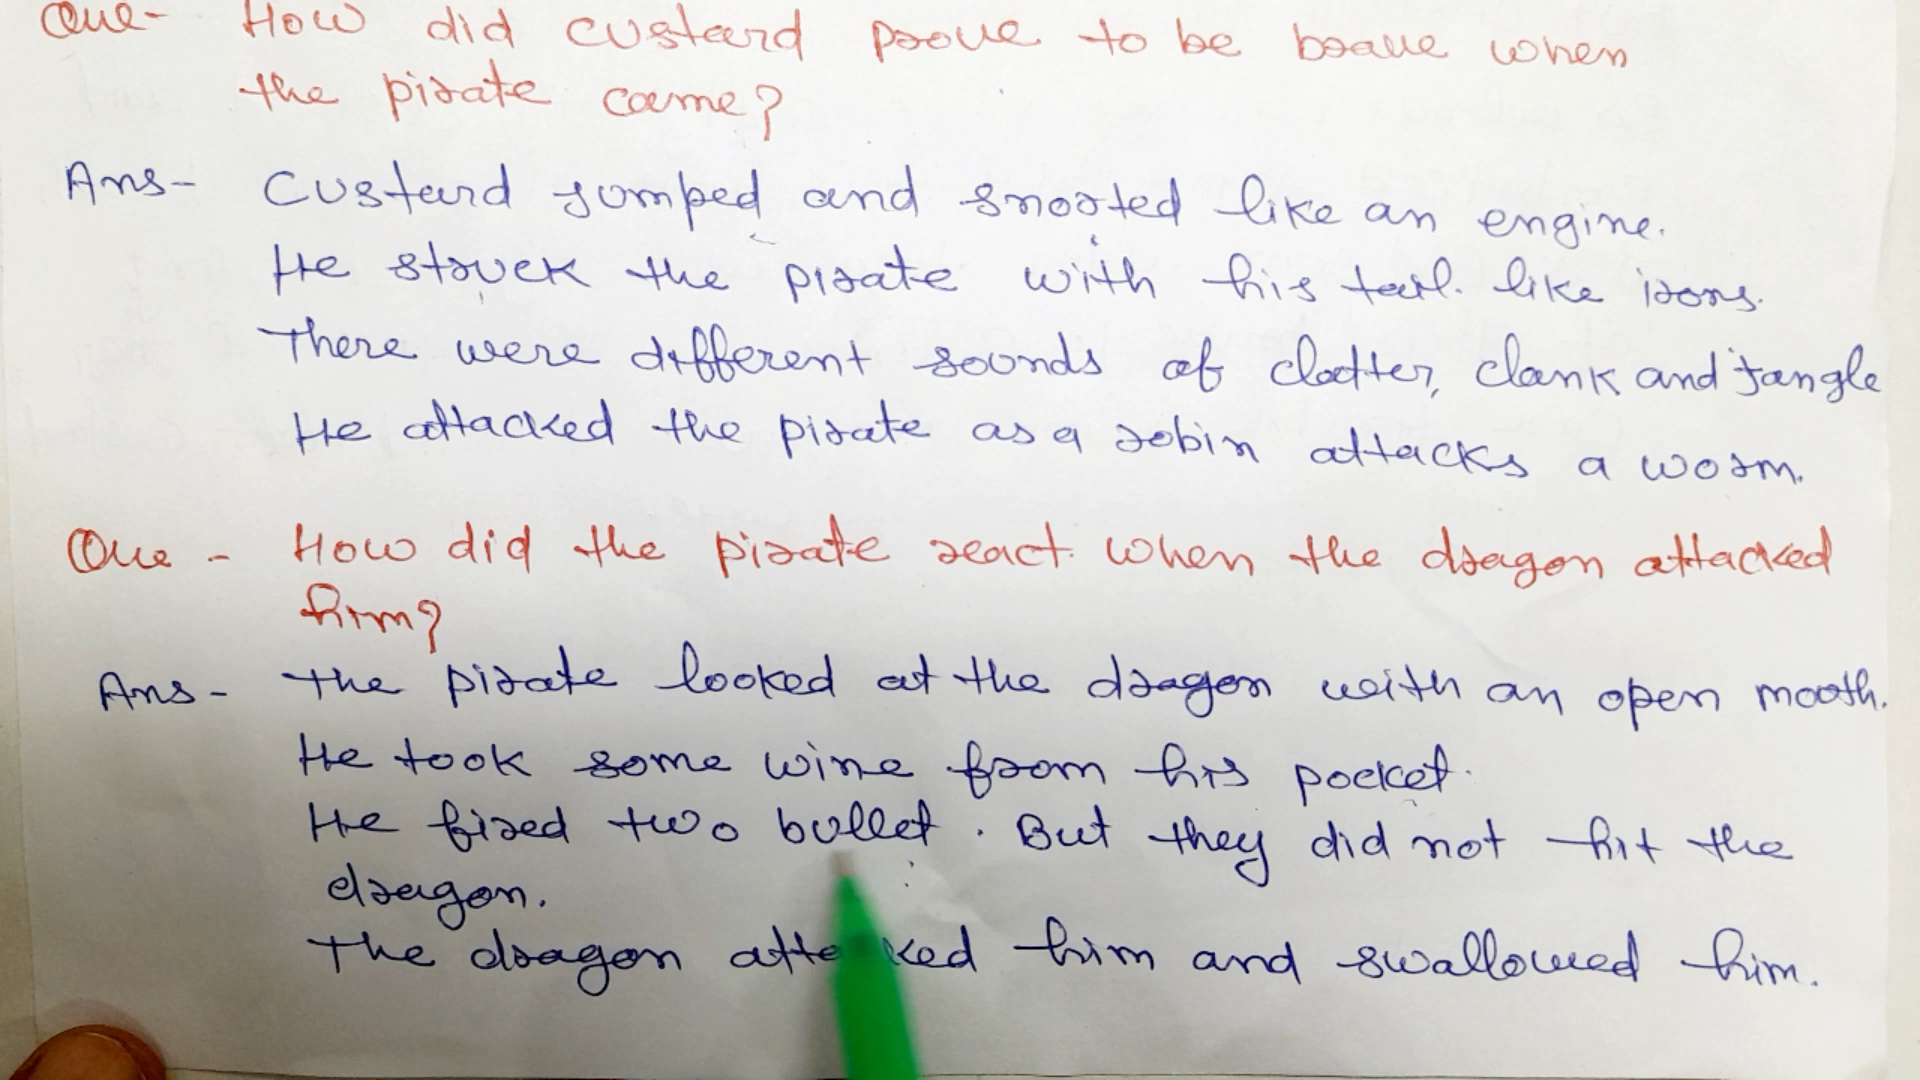 Que- How did custard prove to be brave when
the pirate came?
Ans- Custard jumped and snorted like an engine.
He struck the pirate with his tail. like irons.
There were different sounds of clatter, clank and jangle
He attacked the pirate as a robin attacks a worm.
Que - How did the pirate react. when the dragon attacked
him?
Ans - The pirate looked at the dragon with an open mouth.
He took some wine from his pocket.
He fired two bullet. But they did not hit the
dragon.
The dragon attacked him and swallowed him.